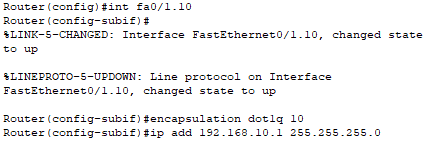 Router(config)#int fa0/1.10
Router(config-subif)#
%LINK-5-CHANGED: Interface FastEthernet0/1.10, changed state
to up
%LINEPROTO-5-UPDOWN: Line protocol on Interface
FastEthernet0/1.10, changed state to up
Router(config-subif)#encapsulation dot1q 10
Router(config-subif)#ip add 192.168.10.1 255.255.255.0